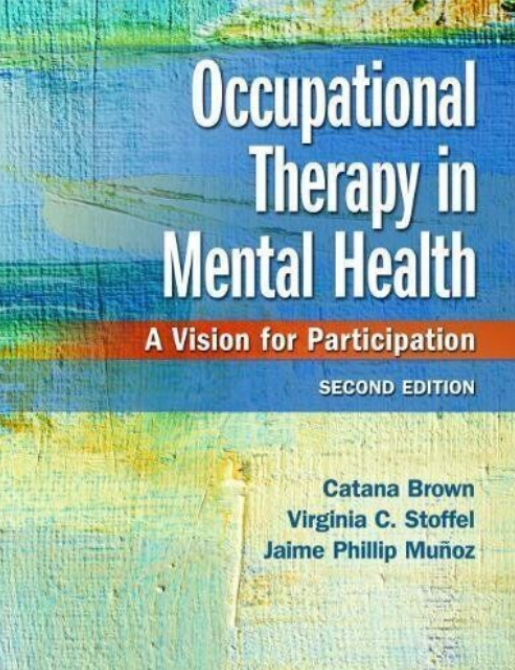 Occupational
Therapy in
Mental Health
A Vision for Participation
SECOND EDITION
Catana Brown
Virginia C. Stoffel
Jaime Phillip Muñoz